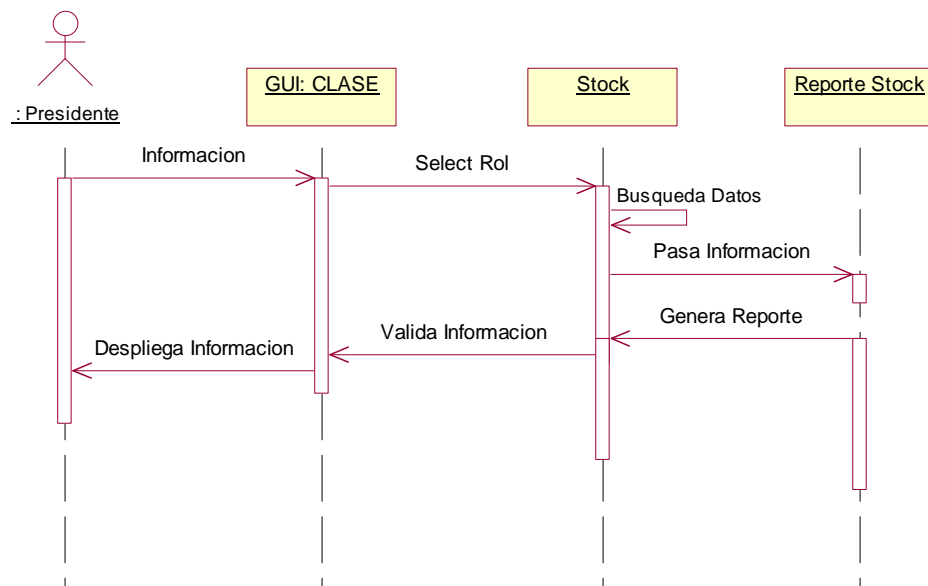 : Presidente
GUI: CLASE
Stock
Reporte Stock
Informacion
Select Rol
Busqueda Datos
Pasa Informacion
Genera Reporte
Valida Informacion
Despliega Informacion